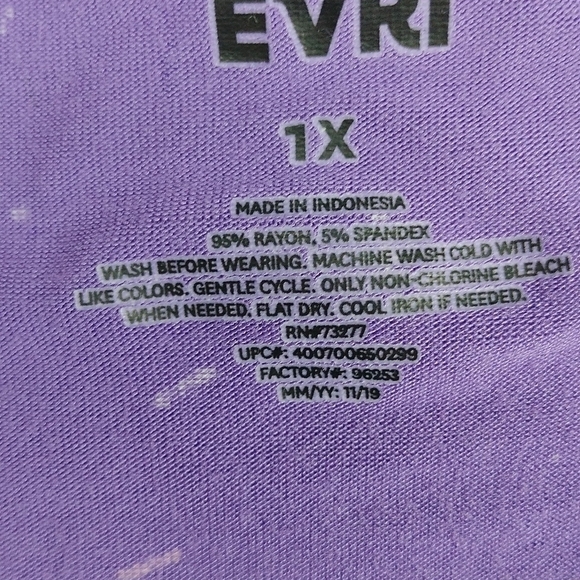 EVRI
1X
MADE IN INDONESIA
95% RAYON, 5% SPANDEX
WASH BEFORE WEARING. MACHINE WASH COLD WITH
LIKE COLORS. GENTLE CYCLE. ONLY NON-CHLORINE BLEACH
WHEN NEEDED. FLAT DRY. COOL IRON IF NEEDED.
RN#73277
UPC#: 400700650299
FACTORY#: 96253
MM/YY: 11/19